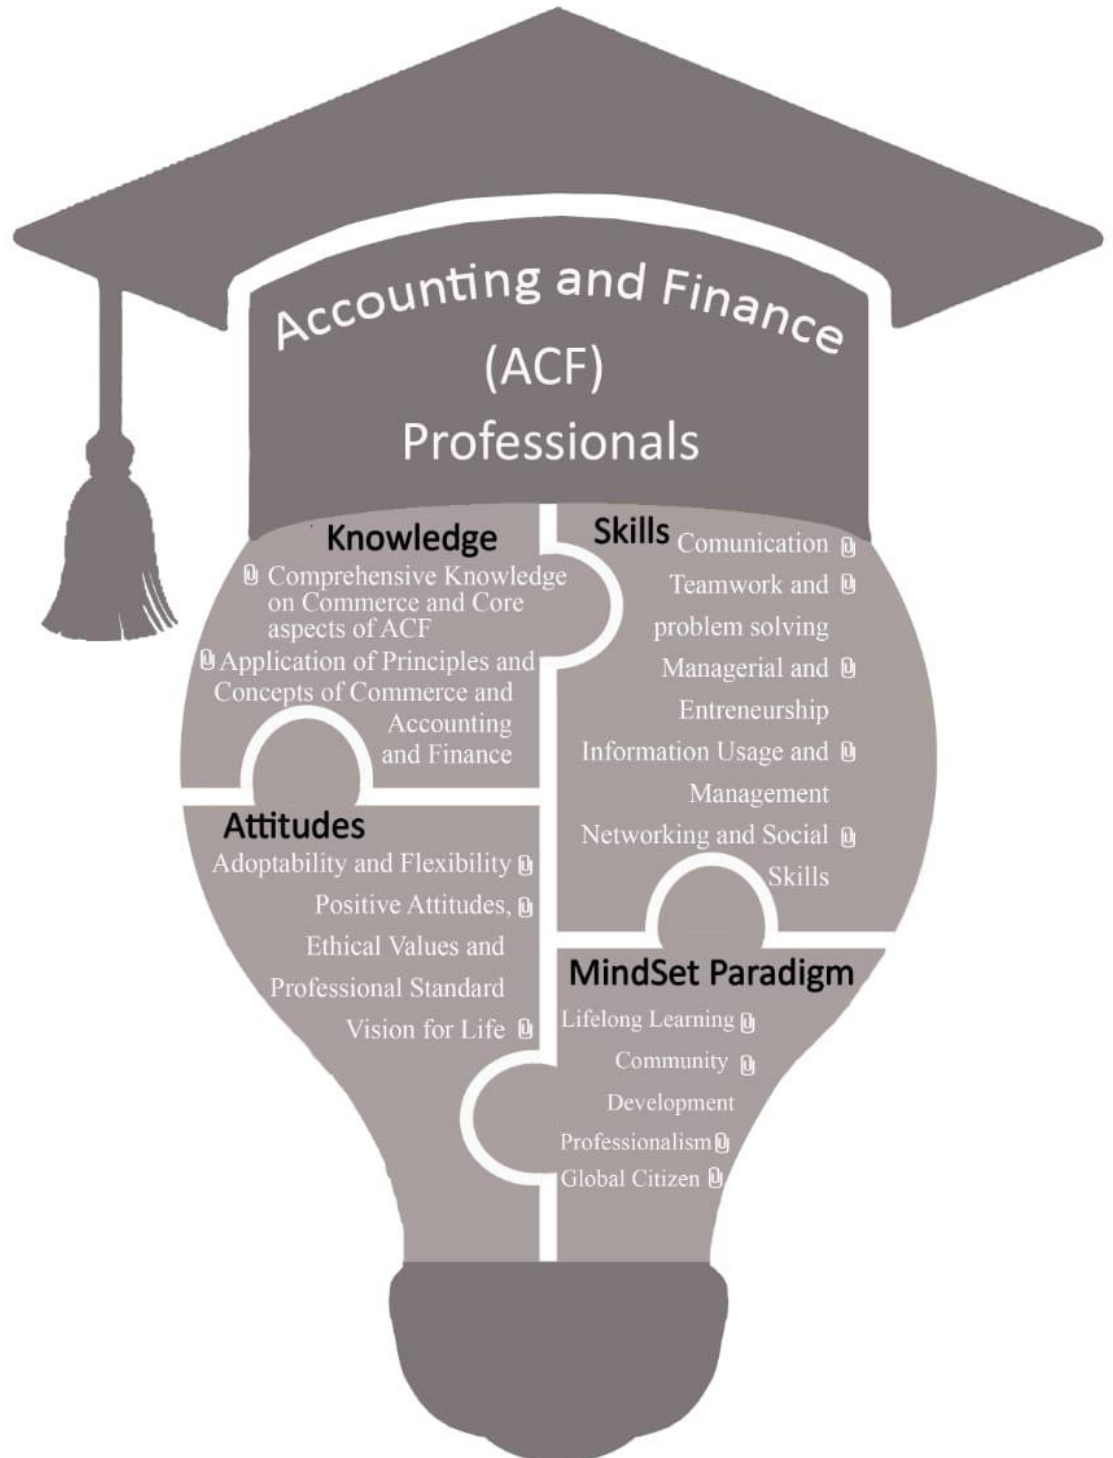 Accounting and Finance
(ACF)
Professionals
Knowledge
Comprehensive Knowledge
on Commerce and Core
aspects of ACF
Application of Principles and
Concepts of Commerce and
Accounting
and Finance
Skills
Comunication
Teamwork and
problem solving
Managerial and
Entreneurship
Information Usage and
Management
Networking and Social
Skills
Attitudes
Adoptability and Flexibility
Positive Attitudes,
Ethical Values and
Professional Standard
Vision for Life
MindSet Paradigm
Lifelong Learning
Community
Development
Professionalism
Global Citizen